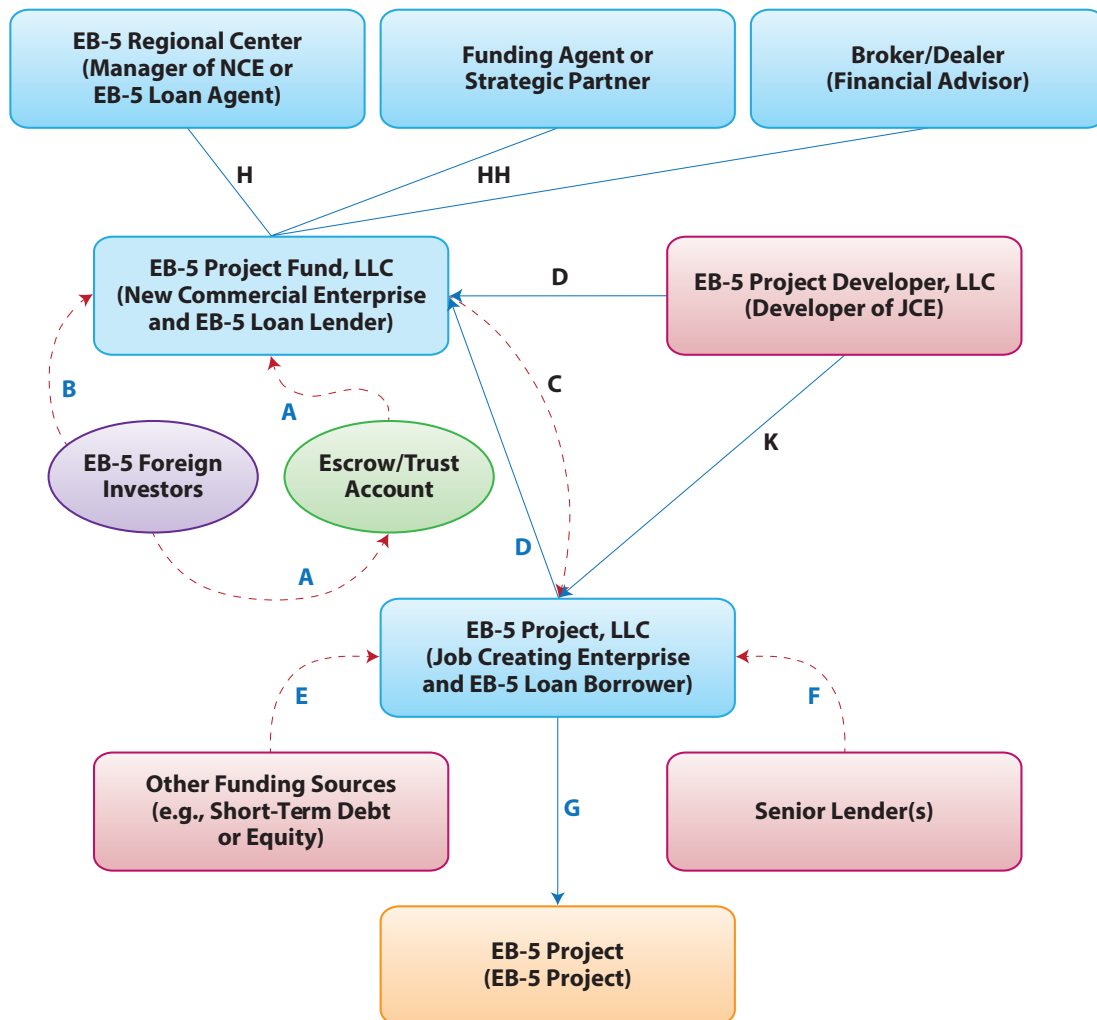 EB-5 Regional Center
(Manager of NCE or
EB-5 Loan Agent)
Funding Agent or
Strategic Partner
Broker/Dealer
(Financial Advisor)
H
HH
EB-5 Project Fund, LLC
(New Commercial Enterprise
and EB-5 Loan Lender)
D
EB-5 Project Developer, LLC
(Developer of JCE)
B
A
C
K
EB-5 Foreign
Investors
Escrow/Trust
Account
D
A
EB-5 Project, LLC
(Job Creating Enterprise
and EB-5 Loan Borrower)
E
F
Other Funding Sources
(e.g., Short-Term Debt
or Equity)
G
Senior Lender(s)
EB-5 Project
(EB-5 Project)